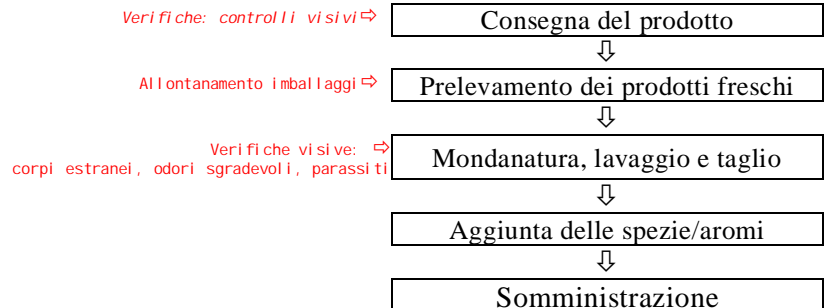 Verifiche: controlli visivi⇨ Consegna del prodotto
⇩
Allontanamento imballaggi⇨ Prelevamento dei prodotti freschi
⇩
Verifiche visive: ⇨
corpi estranei, odori sgradevoli, parassiti
Mondanatura, lavaggio e taglio
⇩
Aggiunta delle spezie/aromi
⇩
Somministrazione